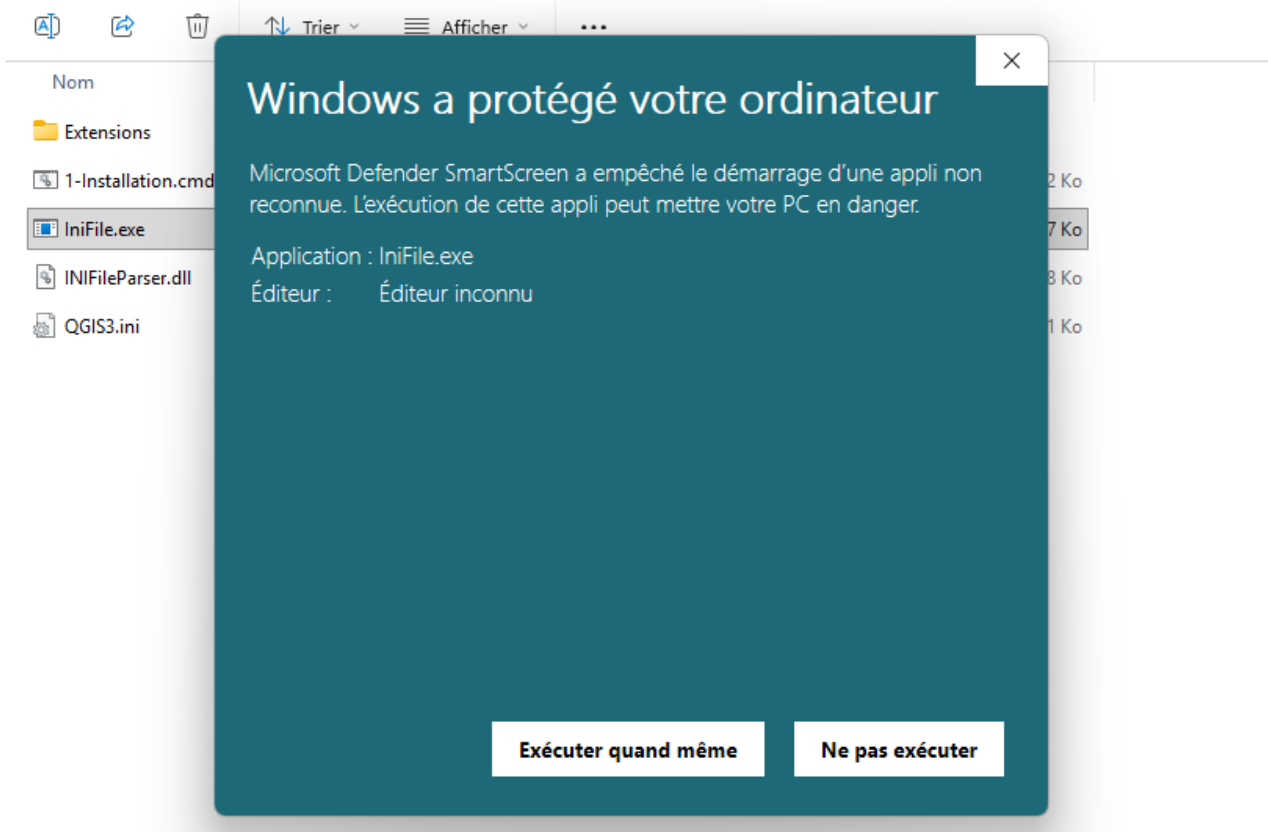 Trier Afficher ...
Nom
Windows a protégé votre ordinateur
Extensions
Microsoft Defender SmartScreen a empêché le démarrage d'une appli non
1-Installation.cmd
2 Ko
reconnue. L'exécution de cette appli peut mettre votre PC en danger.
IniFile.exe
7 Ko
Application : IniFile.exe
INIFileParser.dll
8 Ko
Éditeur : Éditeur inconnu
QGIS3.ini
1 Ko
Exécuter quand même
Ne pas exécuter